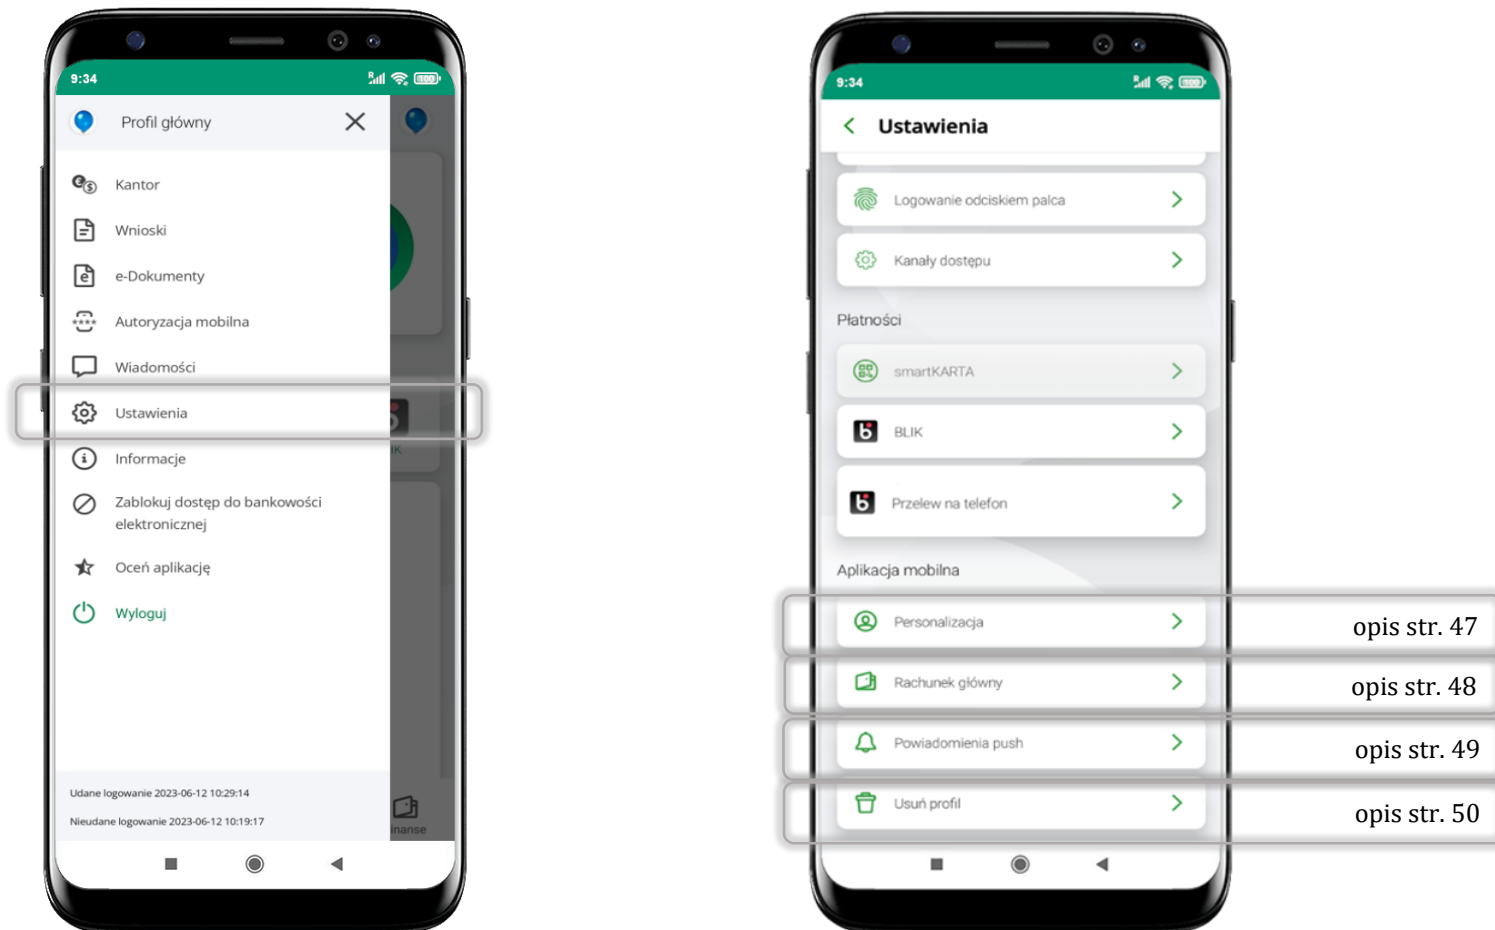 9:34
Profil główny
Kantor
Wnioski
e-Dokumenty
Autoryzacja mobilna
Wiadomości
Ustawienia
IK
Informacje
Zablokuj dostęp do bankowości
elektronicznej
Oceń aplikację
Wyloguj
Udane logowanie 2023-06-12 10:29:14
Nieudane logowanie 2023-06-12 10:19:17
inanse
9:34
Ustawienia
Logowanie odciskiem palca
Kanały dostępu
Płatności
smartKARTA
BLIK
Przelew na telefon
Aplikacja mobilna
Personalizacja
opis str. 47
Rachunek główny
opis str. 48
Powiadomienia push
opis str. 49
Usuń profil
opis str. 50